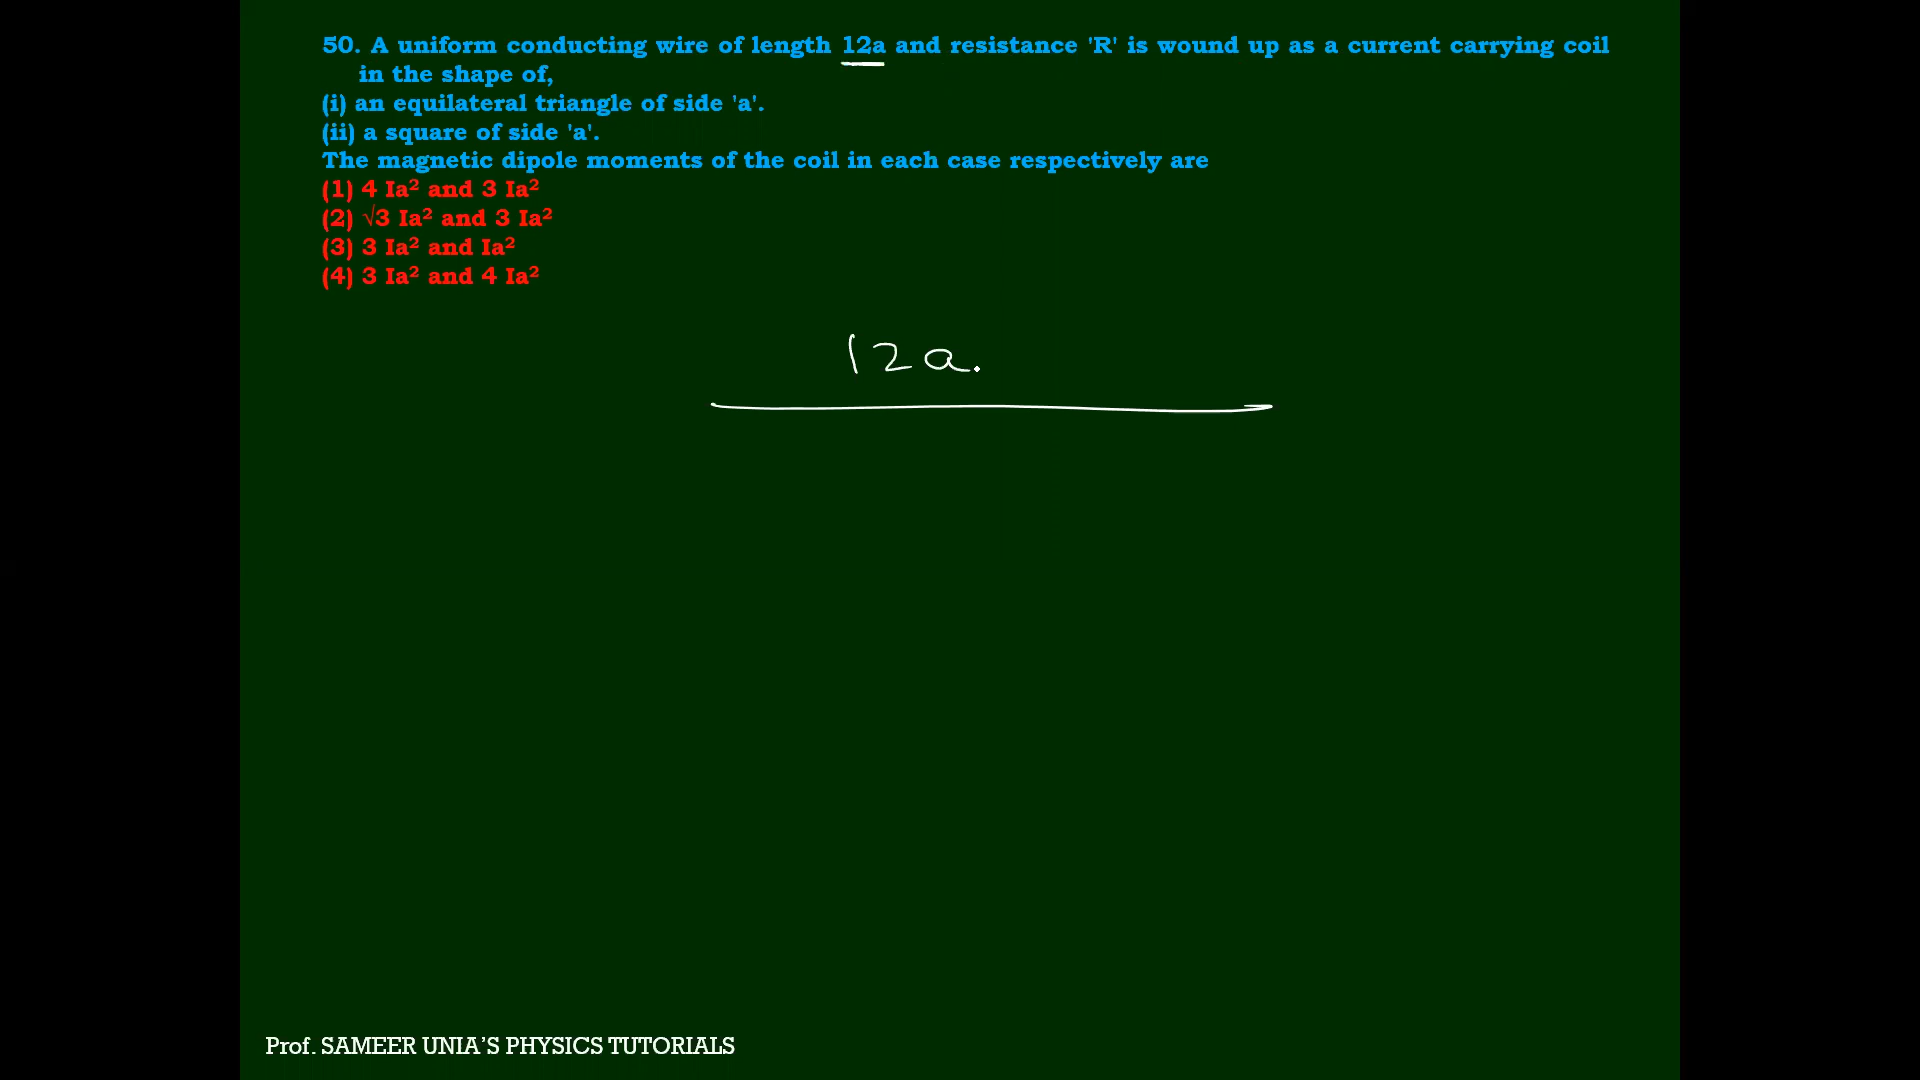 50. A uniform conducting wire of length 12a and resistance 'R' is wound up as a current carrying coil
in the shape of,
(i) an equilateral triangle of side 'a'.
(ii) a square of side 'a'.
The magnetic dipole moments of the coil in each case respectively are
(1) 4 Ia² and 3 Ia²
(2) √3 Ia² and 3 Ia²
(3) 3 Ia² and Ia²
(4) 3 Ia² and 4 Ia²
12a.
Prof. SAMEER UNIA’S PHYSICS TUTORIALS